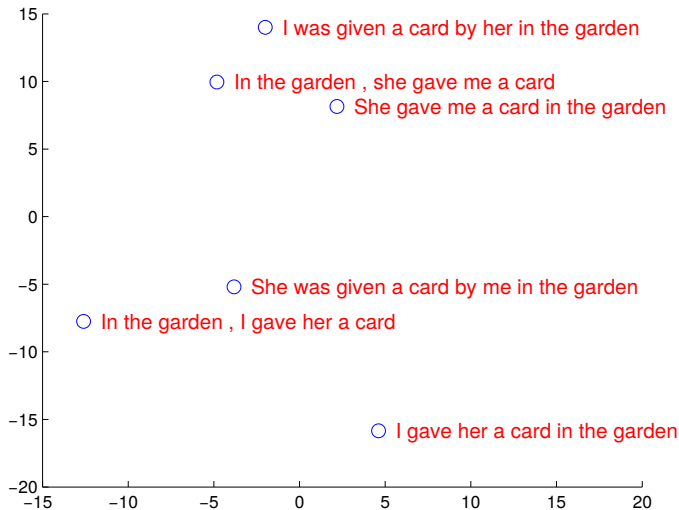 15
I was given a card by her in the garden
10
In the garden , she gave me a card
She gave me a card in the garden
5
0
−5
She was given a card by me in the garden
In the garden , I gave her a card
−10
−15
I gave her a card in the garden
−20
−15 −10 −5 0 5 10 15 20